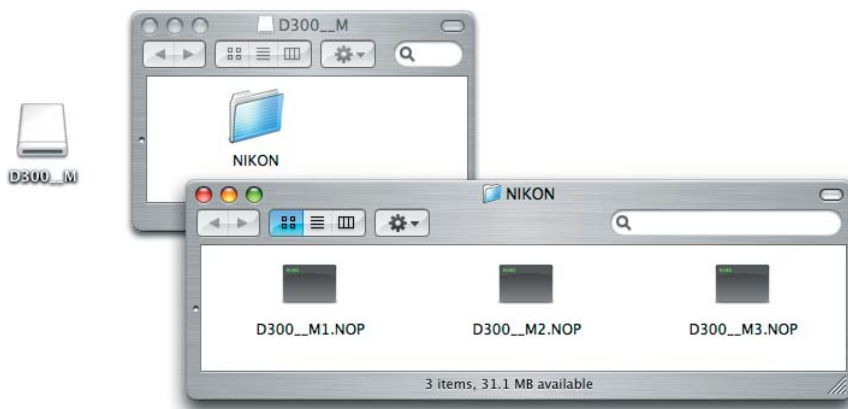 D300__M
D300__M
NIKON
NIKON
D300__M1.NOP
D300__M2.NOP
D300__M3.NOP
3 items, 31.1 MB available